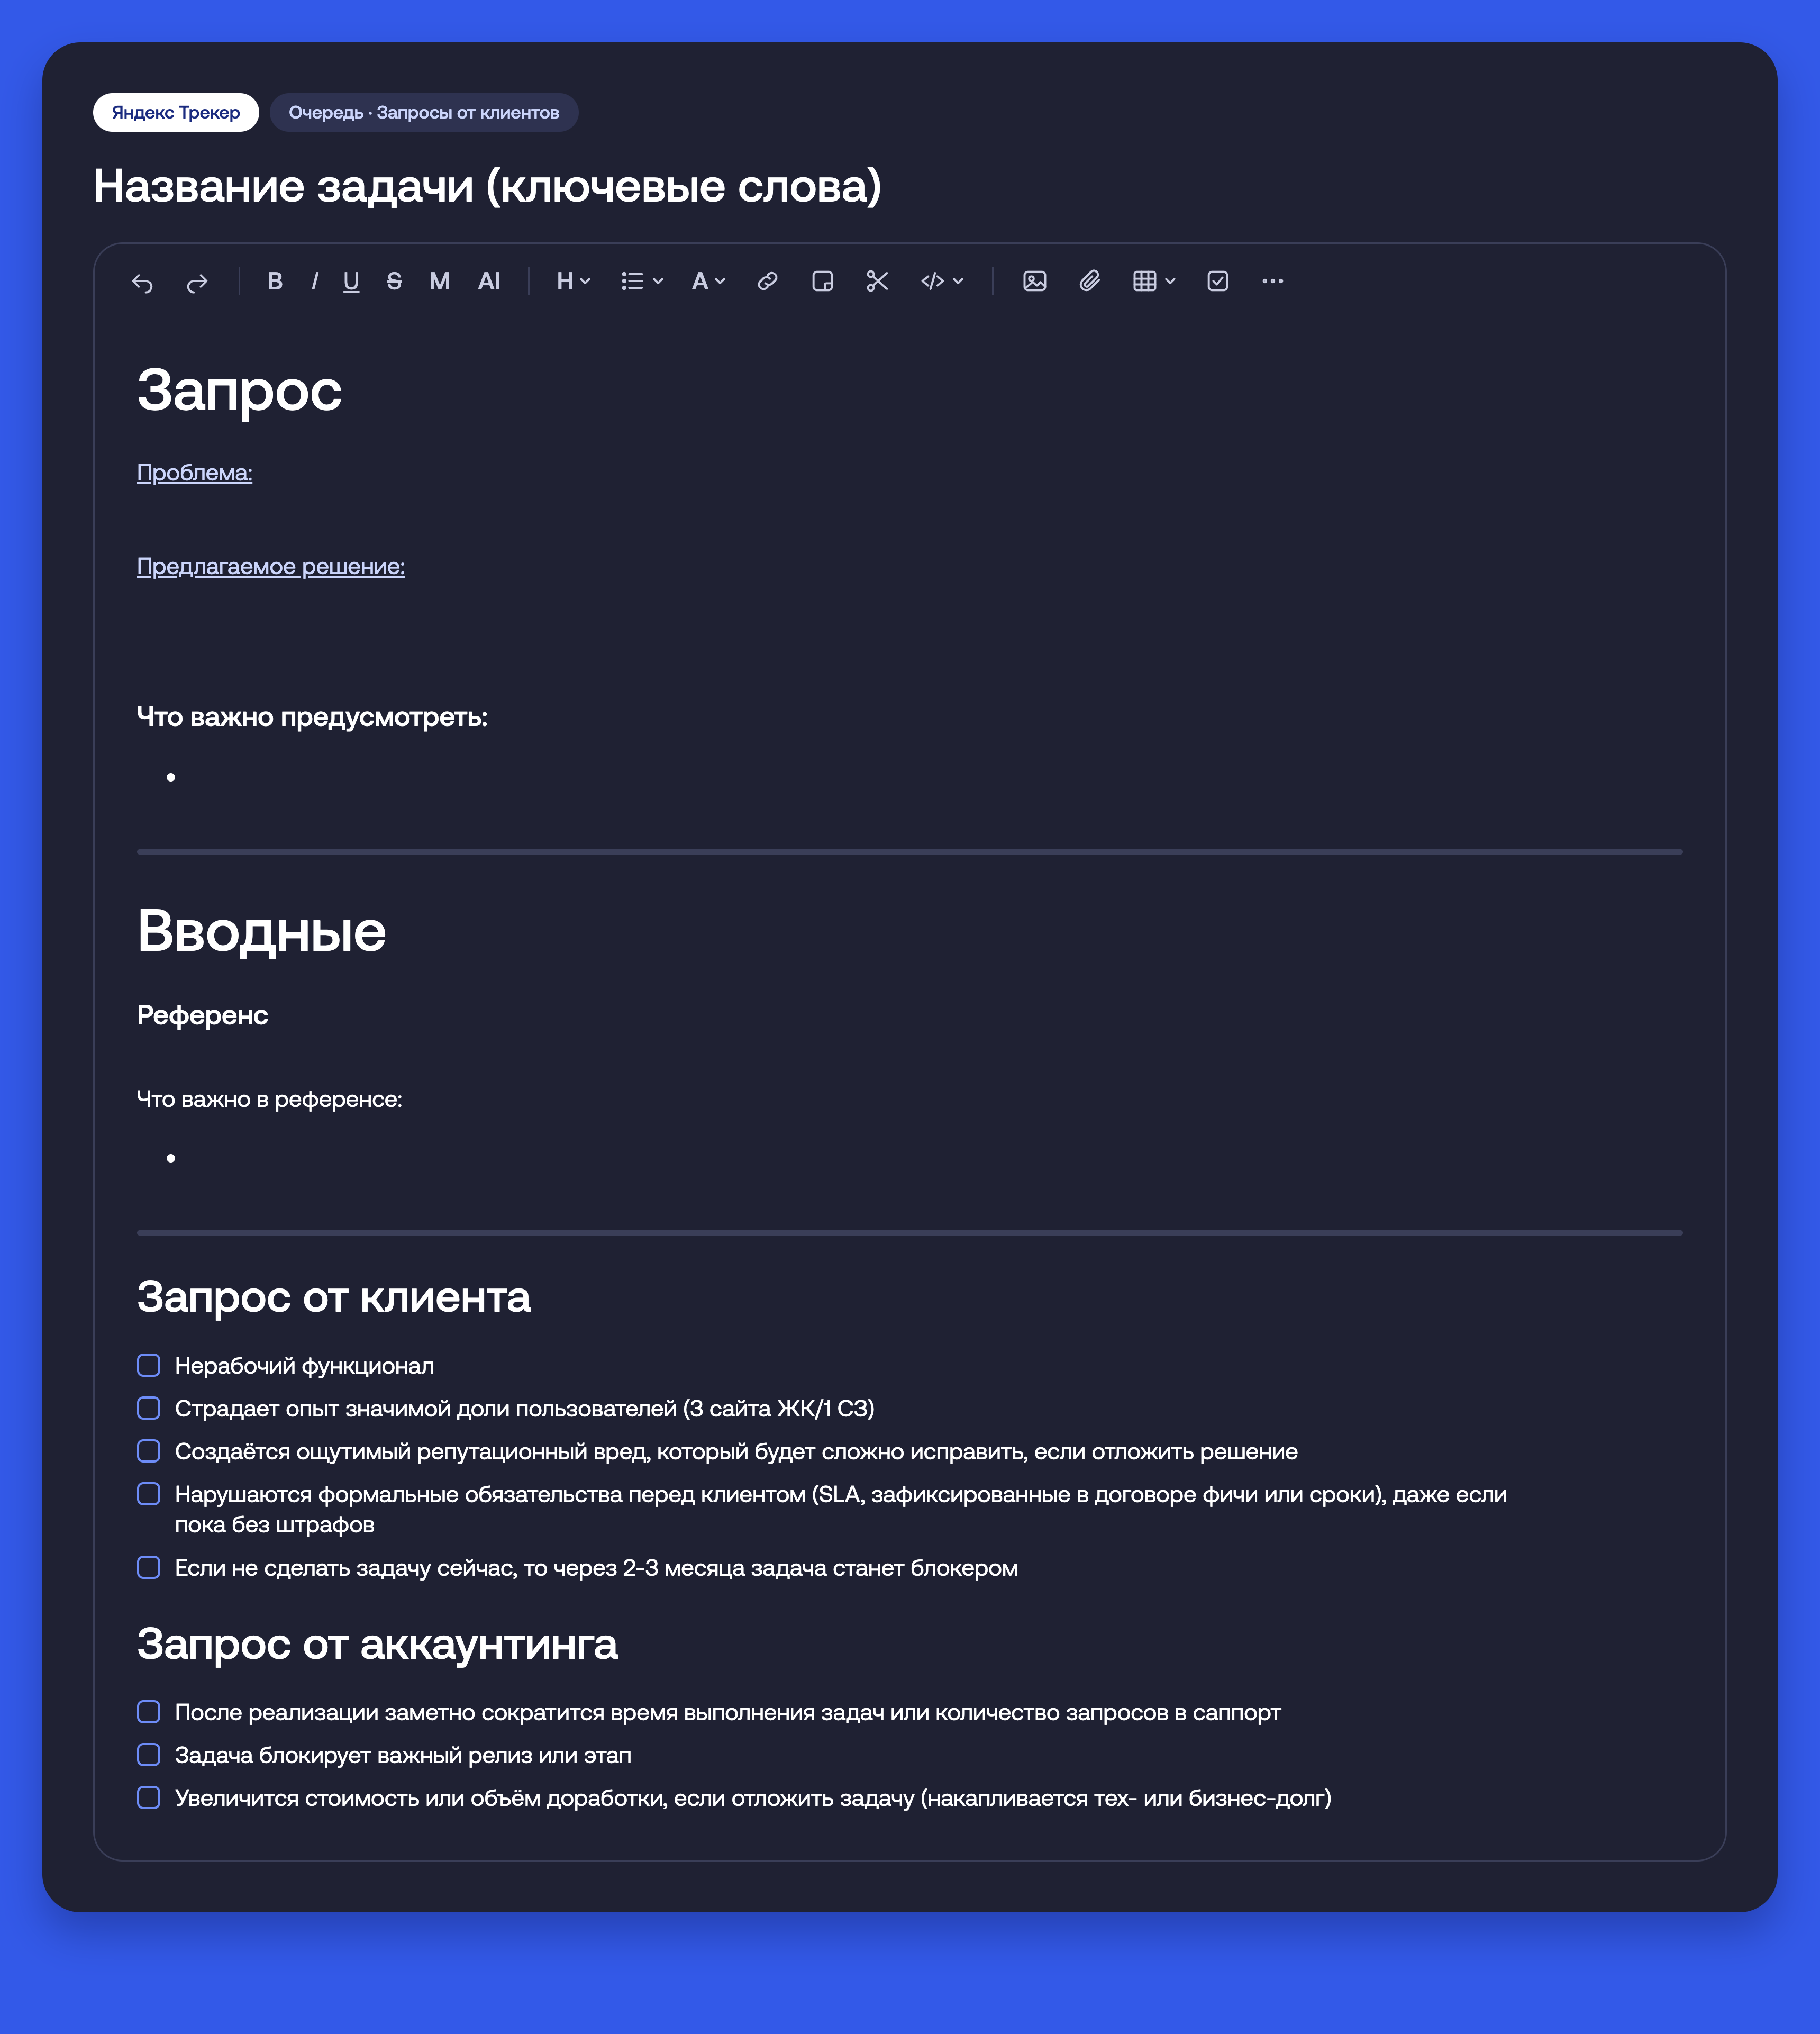 Яндекс Трекер
Очередь · Запросы от клиентов
Название задачи (ключевые слова)
B I U S M AI H A
Запрос
Проблема:
Предлагаемое решение:
Что важно предусмотреть:
Вводные
Референс
Что важно в референсе:
Запрос от клиента
Нерабочий функционал
Страдает опыт значимой доли пользователей (3 сайта ЖК/1 СЗ)
Создаётся ощутимый репутационный вред, который будет сложно исправить, если отложить решение
Нарушаются формальные обязательства перед клиентом (SLA, зафиксированные в договоре фичи или сроки), даже если
пока без штрафов
Если не сделать задачу сейчас, то через 2-3 месяца задача станет блокером
Запрос от аккаунтинга
После реализации заметно сократится время выполнения задач или количество запросов в саппорт
Задача блокирует важный релиз или этап
Увеличится стоимость или объём доработки, если отложить задачу (накапливается тех- или бизнес-долг)